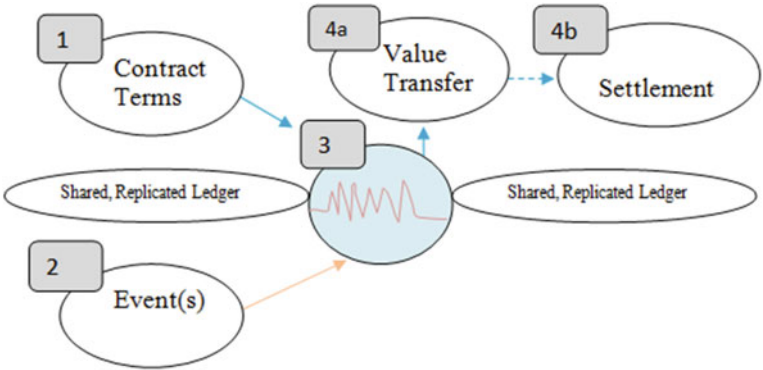 1
Contract
Terms
4a
Value
Transfer
4b
Settlement
3
Shared, Replicated Ledger
Shared, Replicated Ledger
2
Event(s)